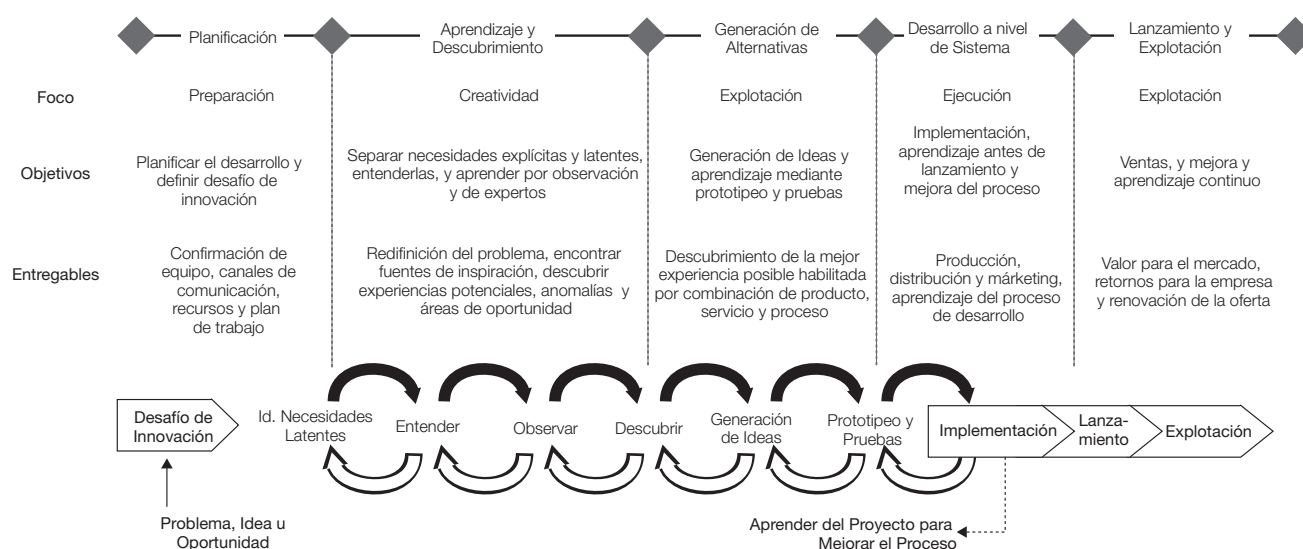 Planificación
Aprendizaje y
Descubrimiento
Generación de
Alternativas
Desarrollo a nivel
de Sistema
Lanzamiento y
Explotación
Foco
Preparación
Creatividad
Explotación
Ejecución
Explotación
Objetivos
Planificar el desarrollo y
definir desafío de
innovación
Separar necesidades explícitas y latentes,
entenderlas, y aprender por observación
y de expertos
Generación de Ideas y
aprendizaje mediante
prototipeo y pruebas
Implementación,
aprendizaje antes de
lanzamiento y
mejora del proceso
Ventas, y mejora y
aprendizaje continuo
Entregables
Confirmación de
equipo, canales de
comunicación,
recursos y plan
de trabajo
Redifinición del problema, encontrar
fuentes de inspiración, descubrir
experiencias potenciales, anomalías y
áreas de oportunidad
Descubrimiento de la mejor
experiencia posible habilitada
por combinación de producto,
servicio y proceso
Producción,
distribución y márketing,
aprendizaje del proceso
de desarrollo
Valor para el mercado,
retornos para la empresa
y renovación de la oferta
Desafío de
Innovación
Id. Necesidades
Latentes
Entender
Observar
Descubrir
Generación
de Ideas
Prototipeo y
Pruebas
Implementación
Lanza-
miento
Explotación
Problema, Idea u
Oportunidad
Aprender del Proyecto para
Mejorar el Proceso